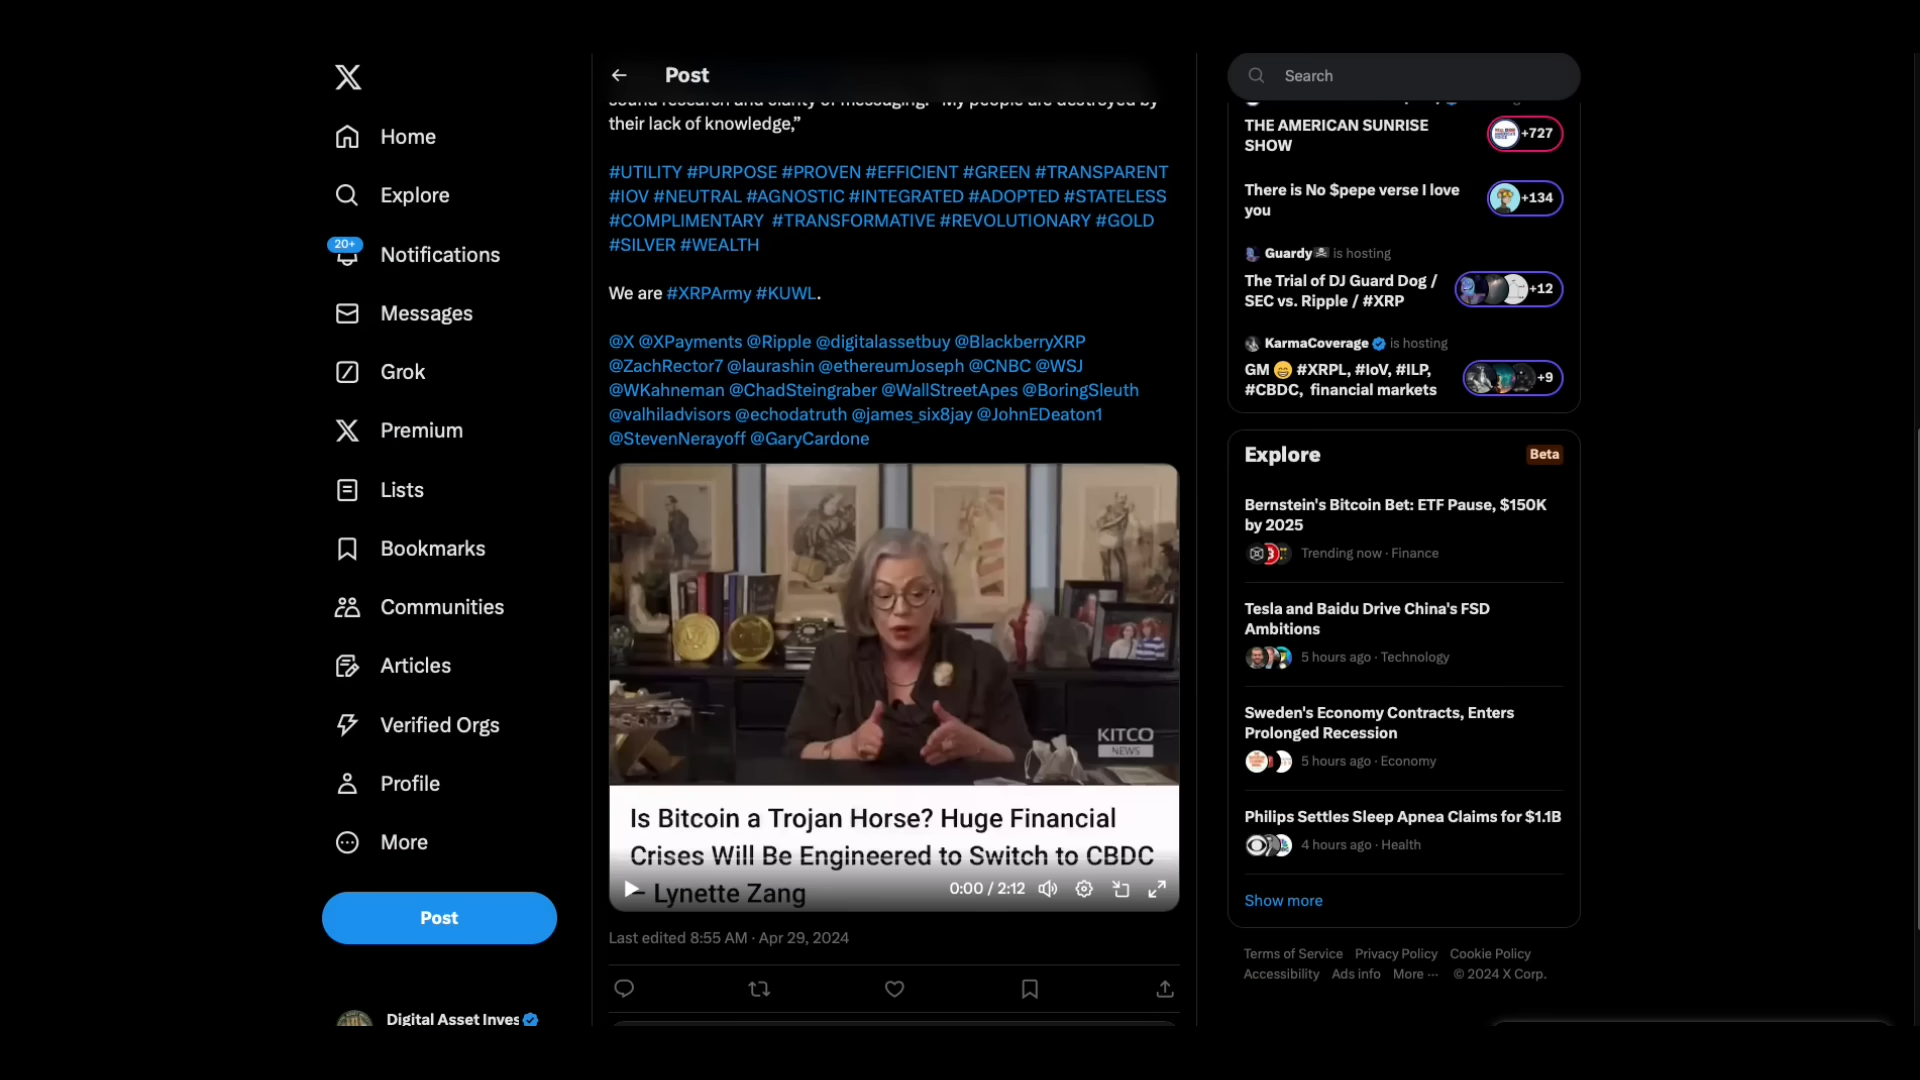 Home
Explore
20+
Notifications
Messages
Grok
Premium
Lists
Bookmarks
Communities
Articles
Verified Orgs
Profile
More
Post
Digital Asset Inves
Post
sound research and clarity of messaging. "My people are destroyed by
their lack of knowledge,”
#UTILITY #PURPOSE #PROVEN #EFFICIENT #GREEN #TRANSPARENT
#IOV #NEUTRAL #AGNOSTIC #INTEGRATED #ADOPTED #STATELESS
#COMPLIMENTARY #TRANSFORMATIVE #REVOLUTIONARY #GOLD
#SILVER #WEALTH
We are #XRPArmy #KUWL.
@X @XPayments @Ripple @digitalassetbuy @BlackberryXRP
@ZachRector7 @laurashin @ethereumJoseph @CNBC @WSJ
@WKahneman @ChadSteingraber @WallStreetApes @BoringSleuth
@valhiladvisors @echodatruth @james_six8jay @JohnEDeaton1
@StevenNerayoff @GaryCardone
KITCO
NEWS
Is Bitcoin a Trojan Horse? Huge Financial
Crises Will Be Engineered to Switch to CBDC
– Lynette Zang
0:00 / 2:12
Last edited 8:55 AM · Apr 29, 2024
Search
THE AMERICAN SUNRISE
SHOW
+727
There is No $pepe verse I love
you
+134
Guardy is hosting
The Trial of DJ Guard Dog /
SEC vs. Ripple / #XRP
+12
KarmaCoverage is hosting
GM 😁 #XRPL, #IoV, #ILP,
#CBDC, financial markets
+9
Explore
Beta
Bernstein's Bitcoin Bet: ETF Pause, $150K
by 2025
Trending now · Finance
Tesla and Baidu Drive China's FSD
Ambitions
5 hours ago · Technology
Sweden's Economy Contracts, Enters
Prolonged Recession
5 hours ago · Economy
Philips Settles Sleep Apnea Claims for $1.1B
4 hours ago · Health
Show more
Terms of Service Privacy Policy Cookie Policy
Accessibility Ads info More ··· © 2024 X Corp.